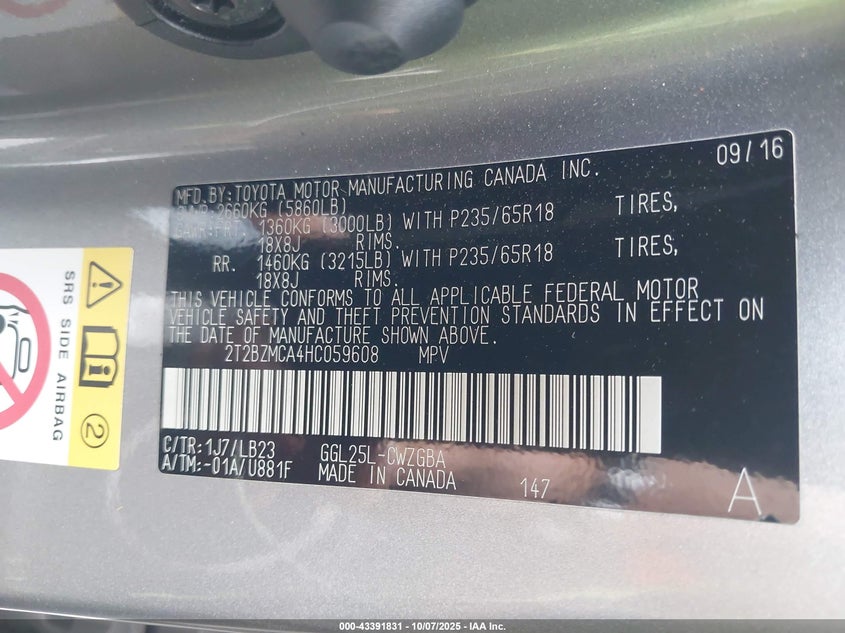 09/16
MFD.BY:TOYOTA MOTOR MANUFACTURING CANADA INC.
GVWR 2660KG (5860LB)
GAWR:FRT. 1360KG (3000LB) WITH P235/65R18 TIRES,
18X8J RIMS.
RR. 1460KG (3215LB) WITH P235/65R18 TIRES,
18X8J RIMS.
THIS VEHICLE CONFORMS TO ALL APPLICABLE FEDERAL MOTOR
VEHICLE SAFETY AND THEFT PREVENTION STANDARDS IN EFFECT ON
THE DATE OF MANUFACTURE SHOWN ABOVE.
2T2BZMCA4HC059608 MPV
C/TR:1J7/LB23 GGL25L-CWZGBA
A/TM:-01A/U881F MADE IN CANADA
147 A
SRS SIDE AIRBAG
2
000-43391831 - 10/07/2025 - IAA Inc.